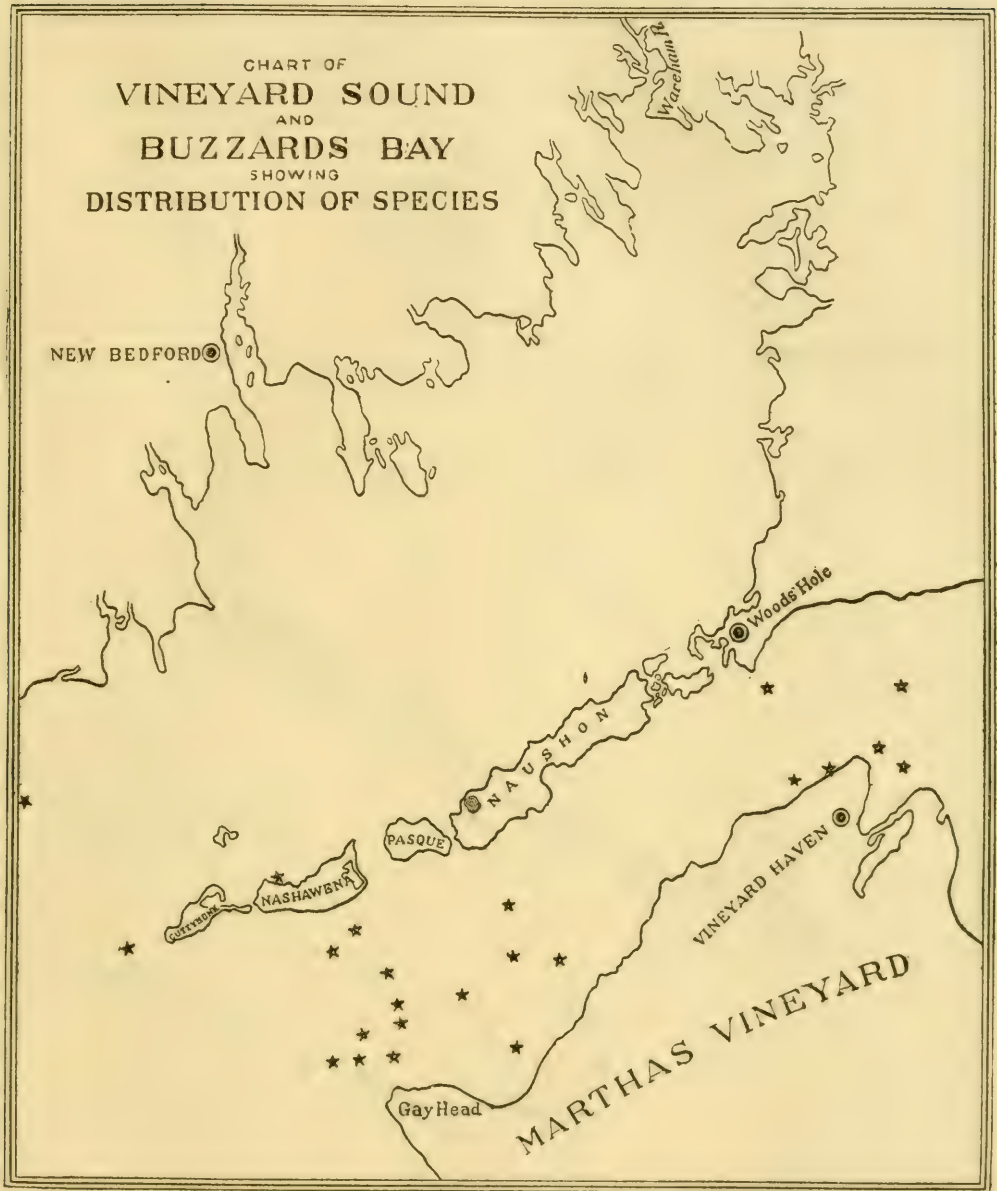 CHART OF
VINEYARD SOUND
AND
BUZZARDS BAY
SHOWING
DISTRIBUTION OF SPECIES
Wareham R.
NEW BEDFORD
Woods Hole
NAUSHON
PASQUE
NASHAWENA
CUTTYHUNK
VINEYARD HAVEN
MARTHAS VINEYARD
Gay Head